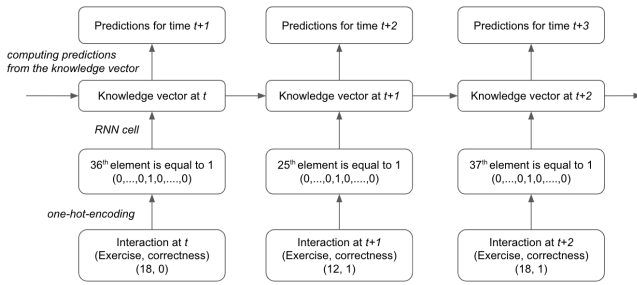 Predictions for time t+1
Predictions for time t+2
Predictions for time t+3
computing predictions
from the knowledge vector
Knowledge vector at t
Knowledge vector at t+1
Knowledge vector at t+2
RNN cell
36th element is equal to 1
(0,...,0,1,0,....,0)
25th element is equal to 1
(0,...,0,1,0,....,0)
37th element is equal to 1
(0,...,0,1,0,....,0)
one-hot-encoding
Interaction at t
(Exercise, correctness)
(18, 0)
Interaction at t+1
(Exercise, correctness)
(12, 1)
Interaction at t+2
(Exercise, correctness)
(18, 1)